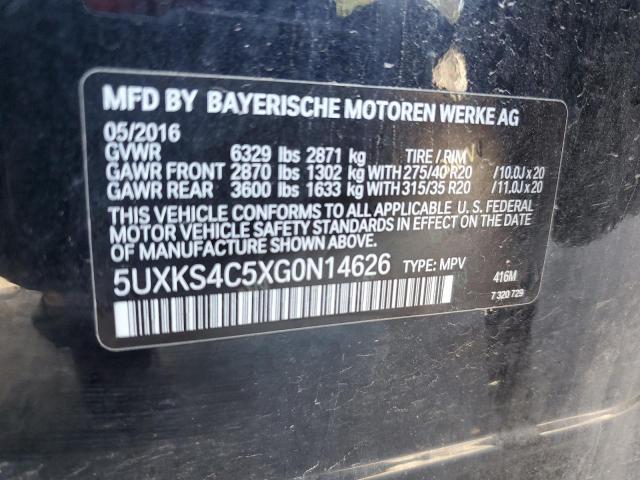 MFD BY BAYERISCHE MOTOREN WERKE AG
05/2016
GVWR 6329 lbs 2871 kg TIRE / RIM
GAWR FRONT 2870 lbs 1302 kg WITH 275/40 R20 /10.0J x 20
GAWR REAR 3600 lbs 1633 kg WITH 315/35 R20 /11.0J x 20
THIS VEHICLE CONFORMS TO ALL APPLICABLE U. S. FEDERAL
MOTOR VEHICLE SAFETY STANDARDS IN EFFECT ON THE DATE
OF MANUFACTURE SHOWN ABOVE.
5UXKS4C5XG0N14626 TYPE: MPV 416M
7 320 729